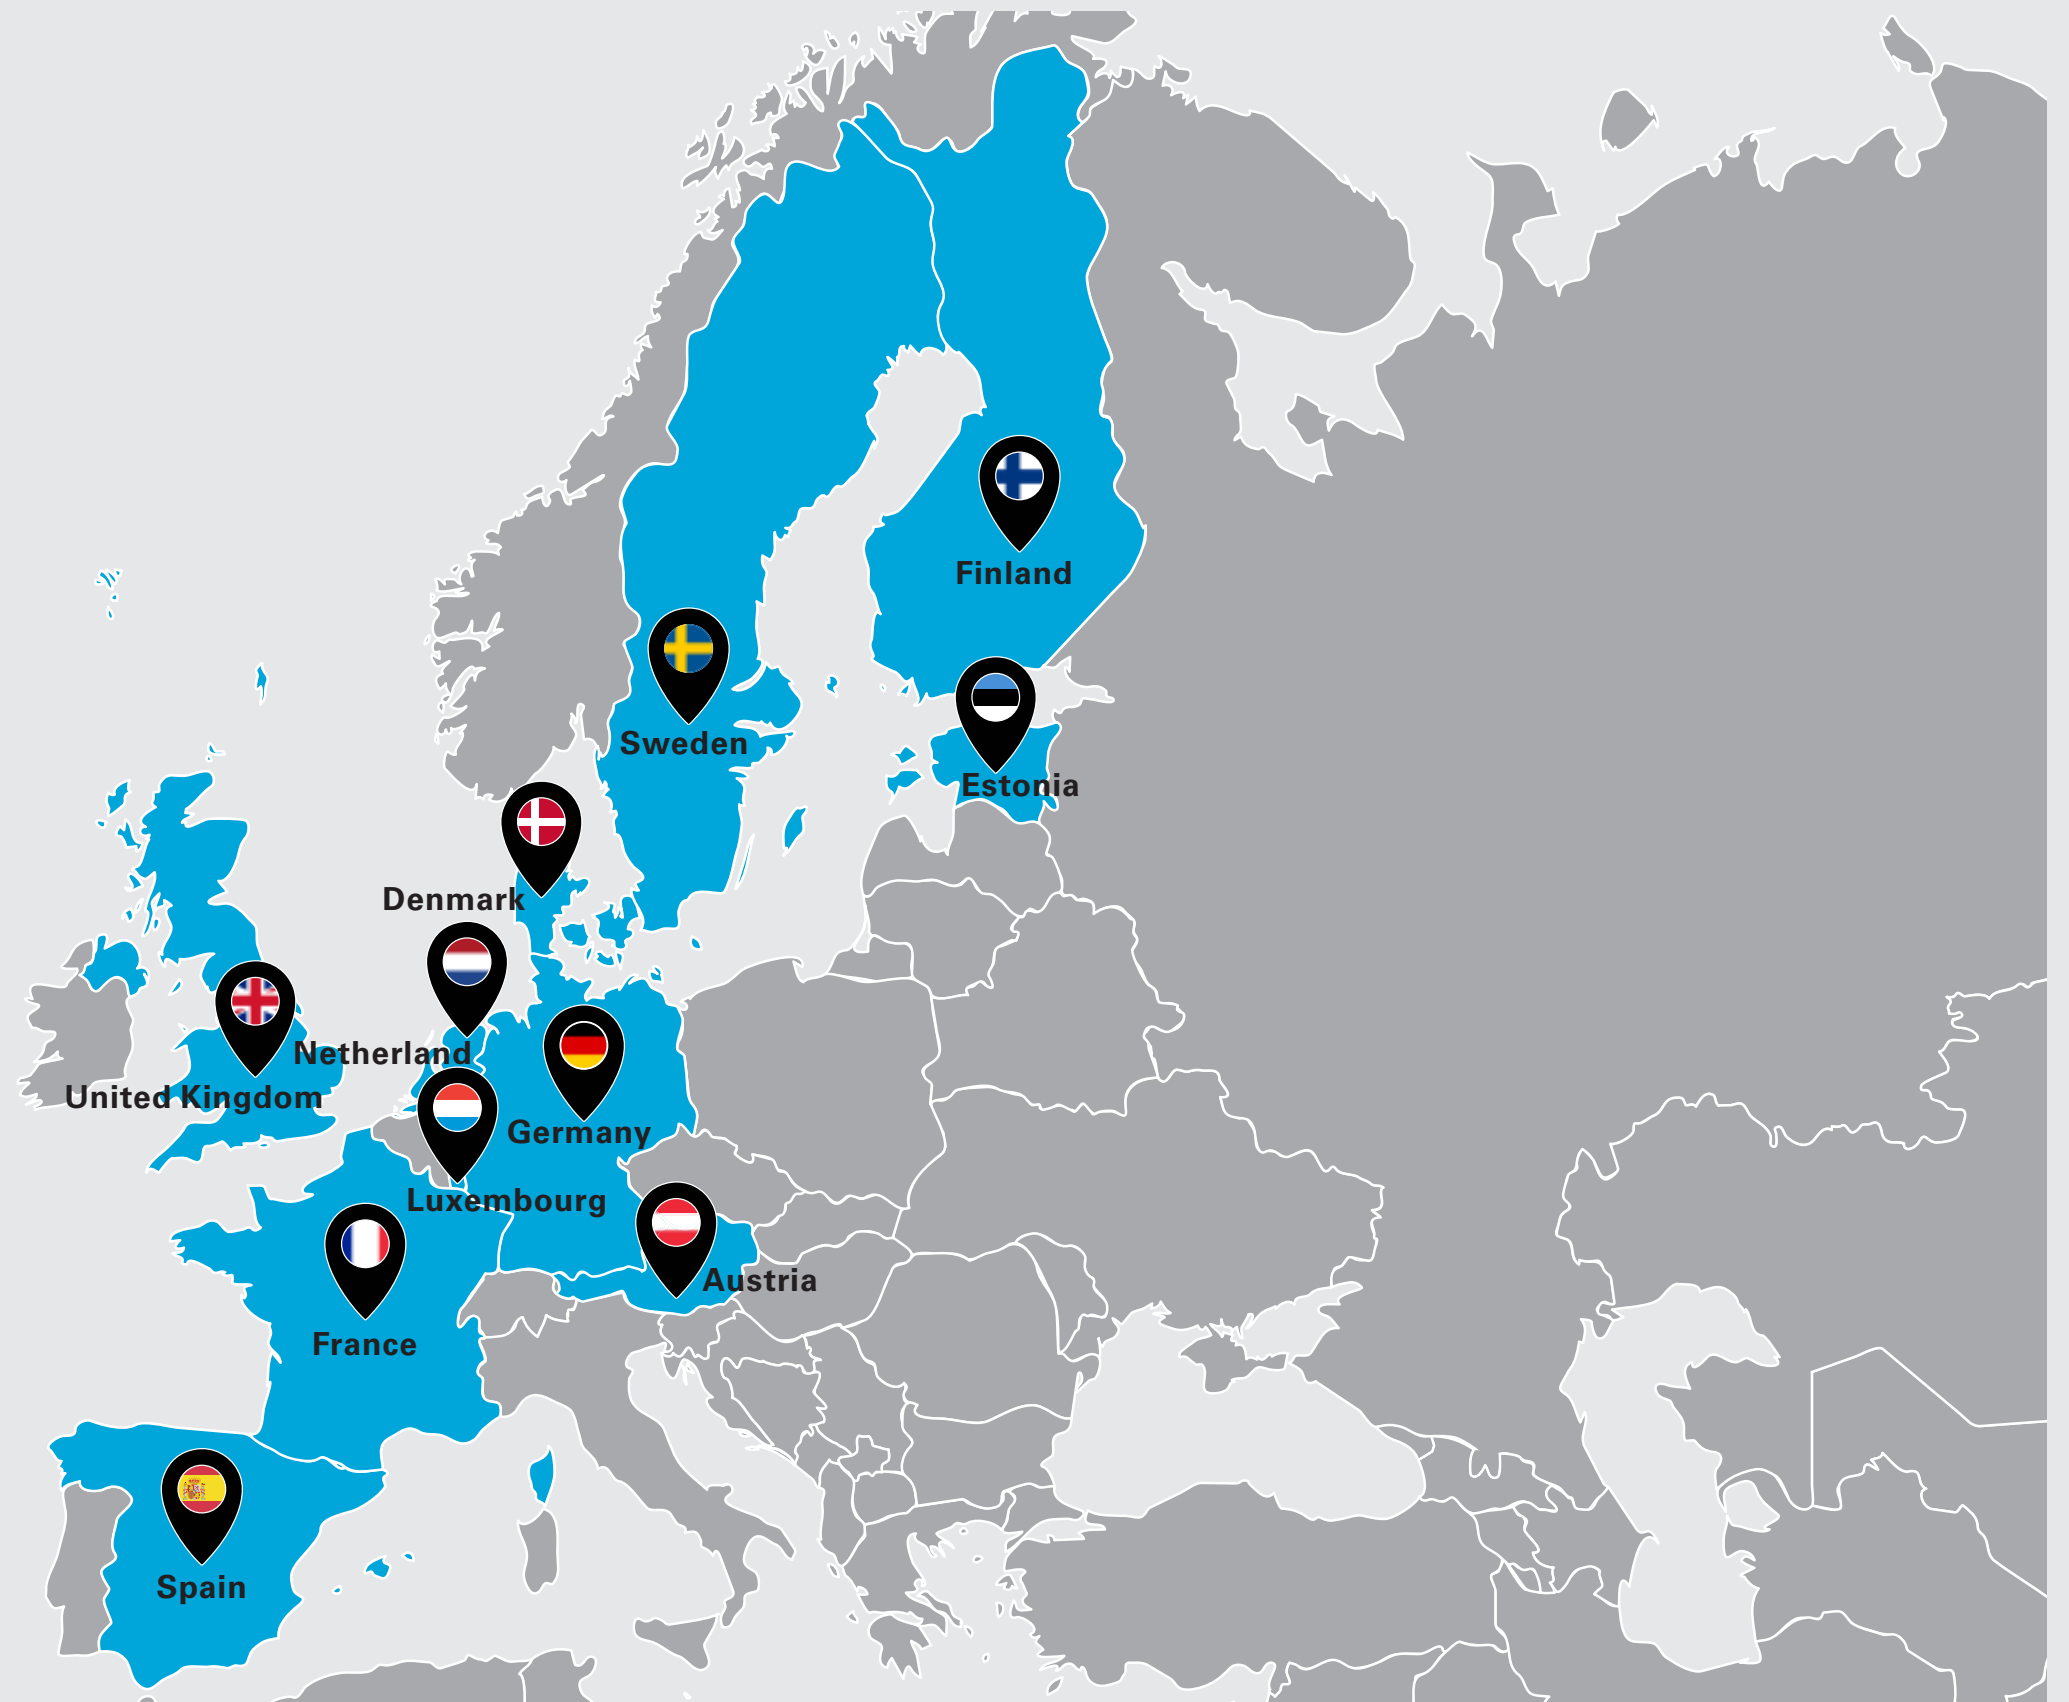 Finland
Sweden
Estonia
Denmark
Netherland
United Kingdom
Germany
Luxembourg
Austria
France
Spain